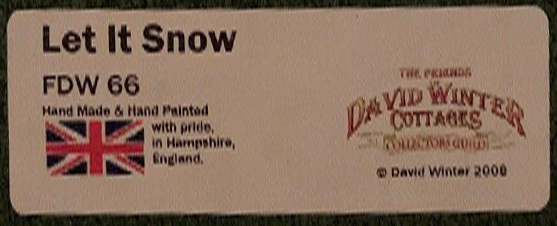 Let It Snow
FDW 66
Hand Made & Hand Painted
with pride,
in Hampshire,
England.
THE FRIENDS
DAVID WINTER
COTTAGES
COLLECTORS GUILD
© David Winter 2008